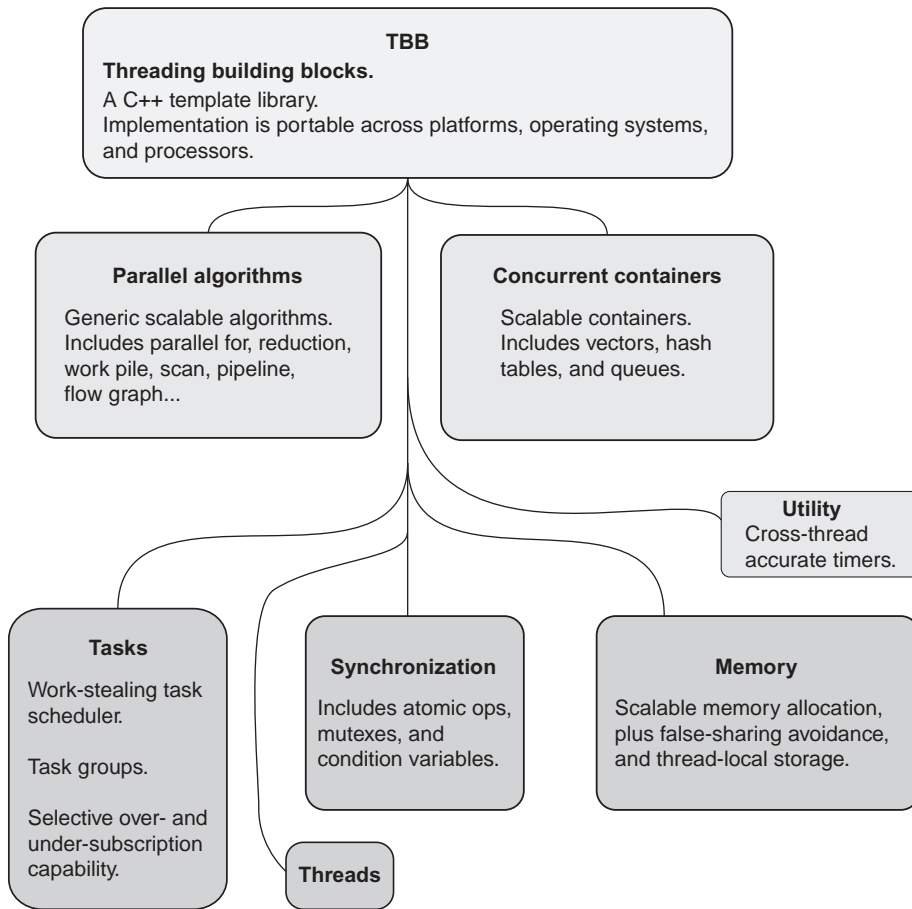 TBB
Threading building blocks.
A C++ template library.
Implementation is portable across platforms, operating systems,
and processors.
Parallel algorithms
Generic scalable algorithms.
Includes parallel for, reduction,
work pile, scan, pipeline,
flow graph...
Concurrent containers
Scalable containers.
Includes vectors, hash
tables, and queues.
Utility
Cross-thread
accurate timers.
Tasks
Work-stealing task
scheduler.
Task groups.
Selective over- and
under-subscription
capability.
Synchronization
Includes atomic ops,
mutexes, and
condition variables.
Memory
Scalable memory allocation,
plus false-sharing avoidance,
and thread-local storage.
Threads